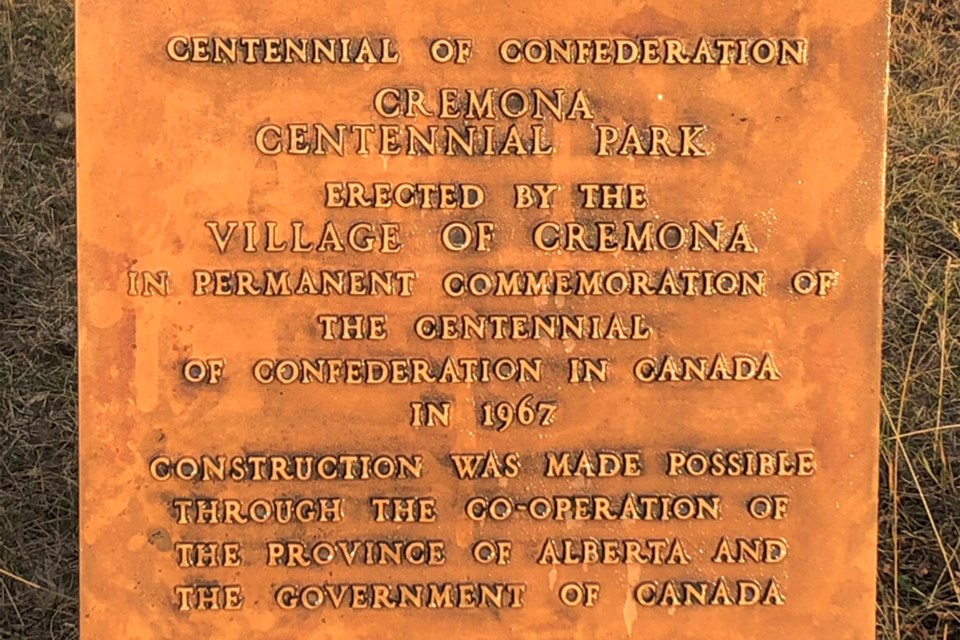 CENTENNIAL OF CONFEDERATION
CREMONA
CENTENNIAL PARK
ERECTED BY THE
VILLAGE OF CREMONA
IN PERMANENT COMMEMORATION OF
THE CENTENNIAL
OF CONFEDERATION IN CANADA
IN 1967
CONSTRUCTION WAS MADE POSSIBLE
THROUGH THE CO-OPERATION OF
THE PROVINCE OF ALBERTA AND
THE GOVERNMENT OF CANADA